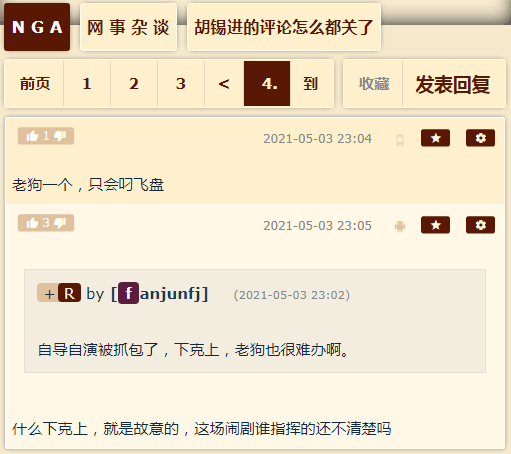 NGA 网事杂谈 胡锡进的评论怎么都关了
前页 1 2 3 < 4. 到 收藏 发表回复
1 2021-05-03 23:04
老狗一个，只会叼飞盘
3 2021-05-03 23:05
+R by [fanjunfj] (2021-05-03 23:02)
自导自演被抓包了，下克上，老狗也很难办啊。
什么下克上，就是故意的，这场闹剧谁指挥的还不清楚吗